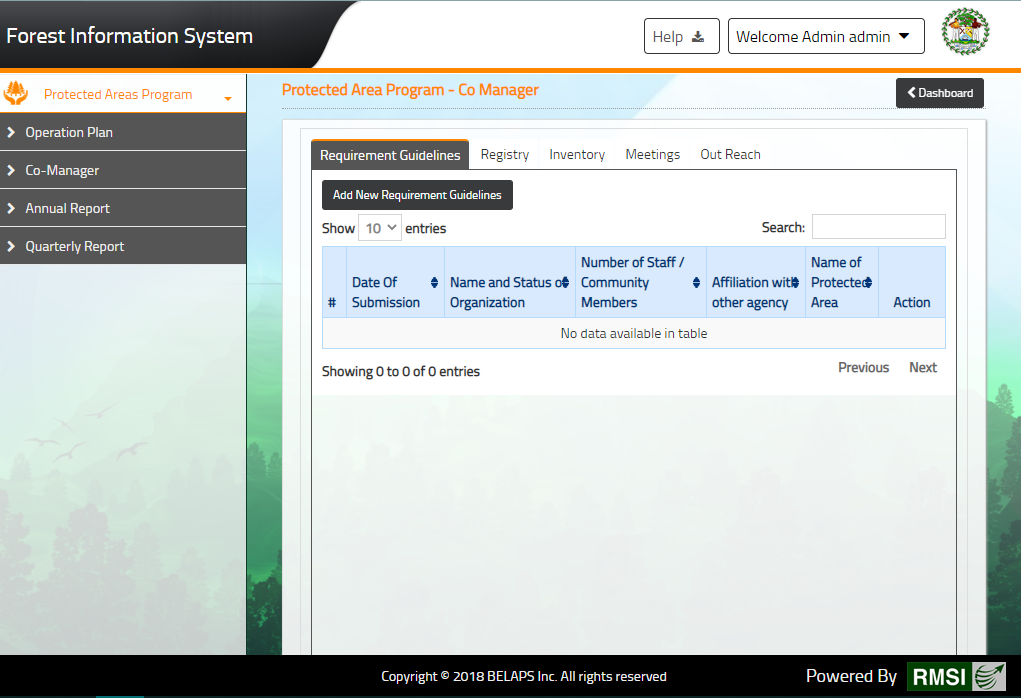 Forest Information System
Help
Welcome Admin admin
Protected Areas Program
Protected Area Program - Co Manager
Dashboard
Operation Plan
Co-Manager
Annual Report
Quarterly Report
Requirement Guidelines Registry Inventory Meetings Out Reach
Add New Requirement Guidelines
Show 10 entries
Search:
#
Date Of
Submission
Name and Status of
Organization
Number of Staff /
Community
Members
Affiliation with
other agency
Name of
Protected
Area
Action
No data available in table
Showing 0 to 0 of 0 entries
Previous Next
Copyright © 2018 BELAPS Inc. All rights reserved
Powered By RMSI